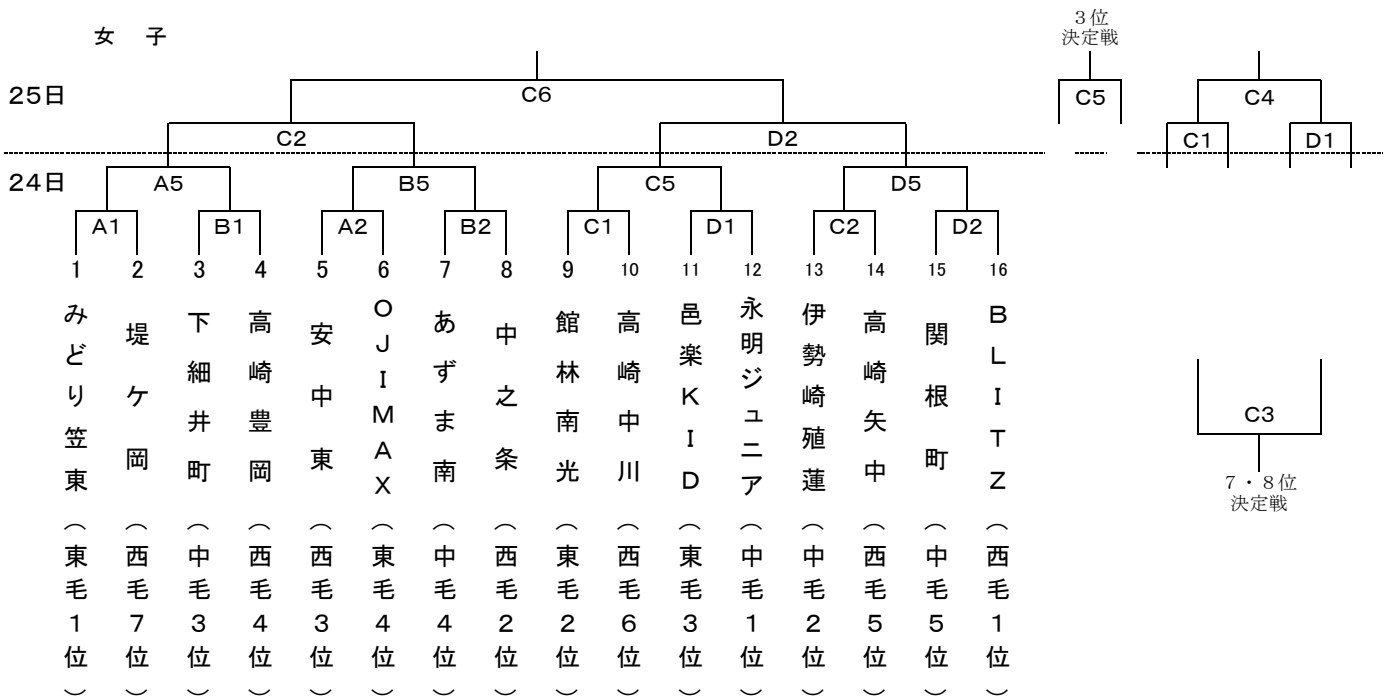 女 子
3位
決定戦
25日
C6
C5
C4
C2
D2
C1
D1
24日
A5
B5
C5
D5
A1
B1
A2
B2
C1
D1
C2
D2
1
2
3
4
5
6
7
8
9
10
11
12
13
14
15
16
みどり笠東（東毛1位）
堤ケ岡（西毛7位）
下細井町（中毛3位）
高崎豊岡（西毛4位）
安中東（西毛3位）
OJIMAX（東毛4位）
あずま南（中毛4位）
中之条（西毛2位）
館林南光（東毛2位）
高崎中川（西毛6位）
邑楽KID（東毛3位）
永明ジュニア（中毛1位）
伊勢崎殖蓮（中毛2位）
高崎矢中（西毛5位）
関根町（中毛5位）
BLITZ（西毛1位）
C3
7・8位
決定戦